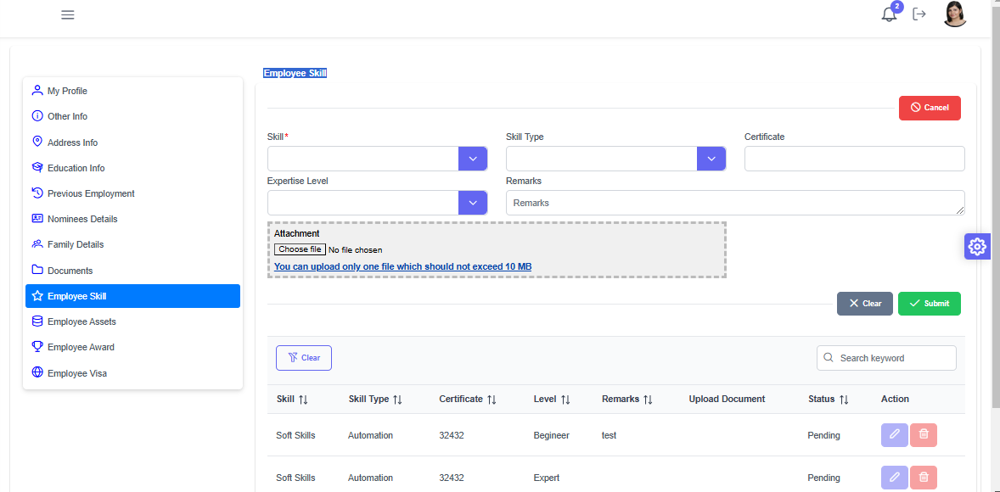 2
Employee Skill
My Profile
Other Info
Address Info
Education Info
Previous Employment
Nominees Details
Family Details
Documents
Employee Skill
Employee Assets
Employee Award
Employee Visa
Cancel
Skill* Skill Type Certificate
Expertise Level Remarks
Remarks
Attachment
Choose file No file chosen
You can upload only one file which should not exceed 10 MB
Clear Submit
Clear Search keyword
Skill Skill Type Certificate Level Remarks Upload Document Status Action
Soft Skills Automation 32432 Begineer test Pending
Soft Skills Automation 32432 Expert Pending